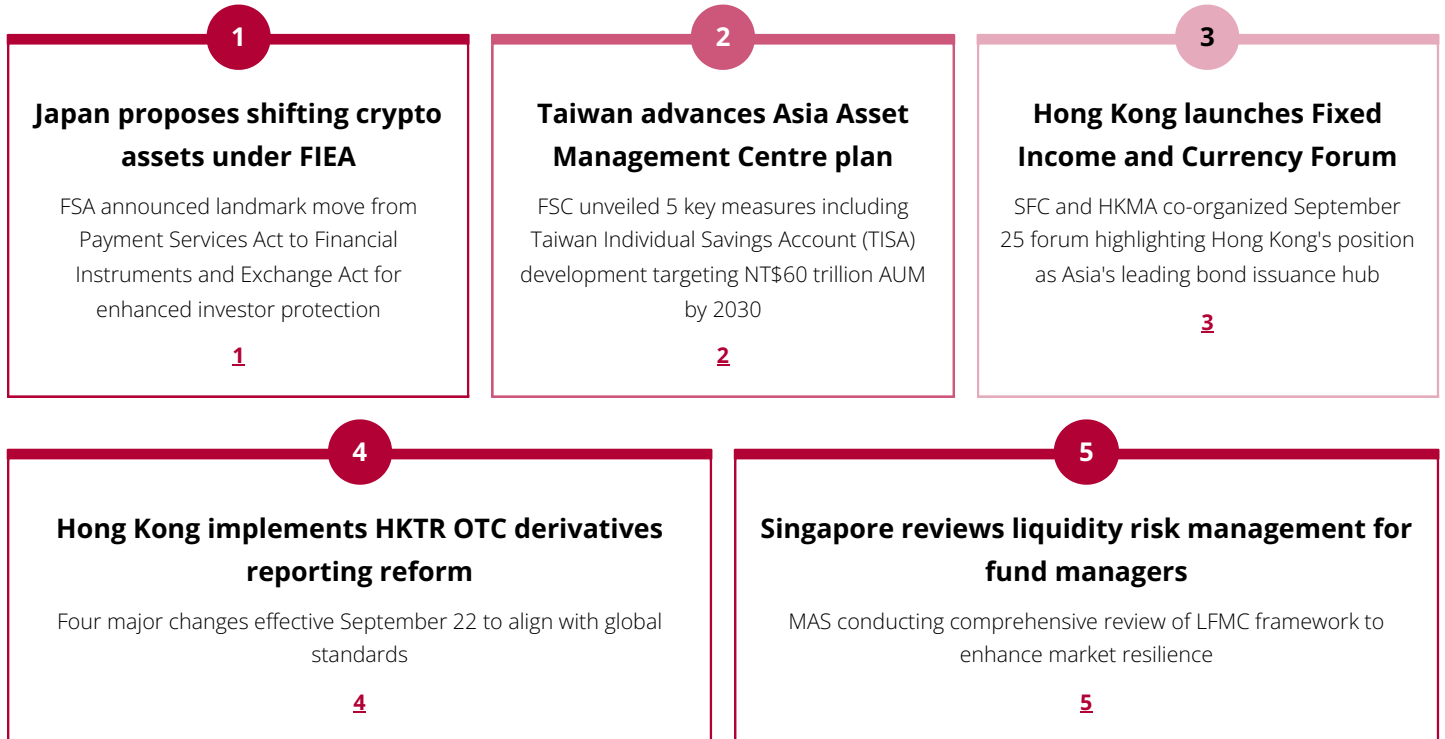 1
Japan proposes shifting crypto
assets under FIEA
FSA announced landmark move from
Payment Services Act to Financial
Instruments and Exchange Act for
enhanced investor protection
1
2
Taiwan advances Asia Asset
Management Centre plan
FSC unveiled 5 key measures including
Taiwan Individual Savings Account (TISA)
development targeting NT$60 trillion AUM
by 2030
2
3
Hong Kong launches Fixed
Income and Currency Forum
SFC and HKMA co-organized September
25 forum highlighting Hong Kong's position
as Asia's leading bond issuance hub
3
4
Hong Kong implements HKTR OTC derivatives
reporting reform
Four major changes effective September 22 to align with global
standards
4
5
Singapore reviews liquidity risk management for
fund managers
MAS conducting comprehensive review of LFMC framework to
enhance market resilience
5